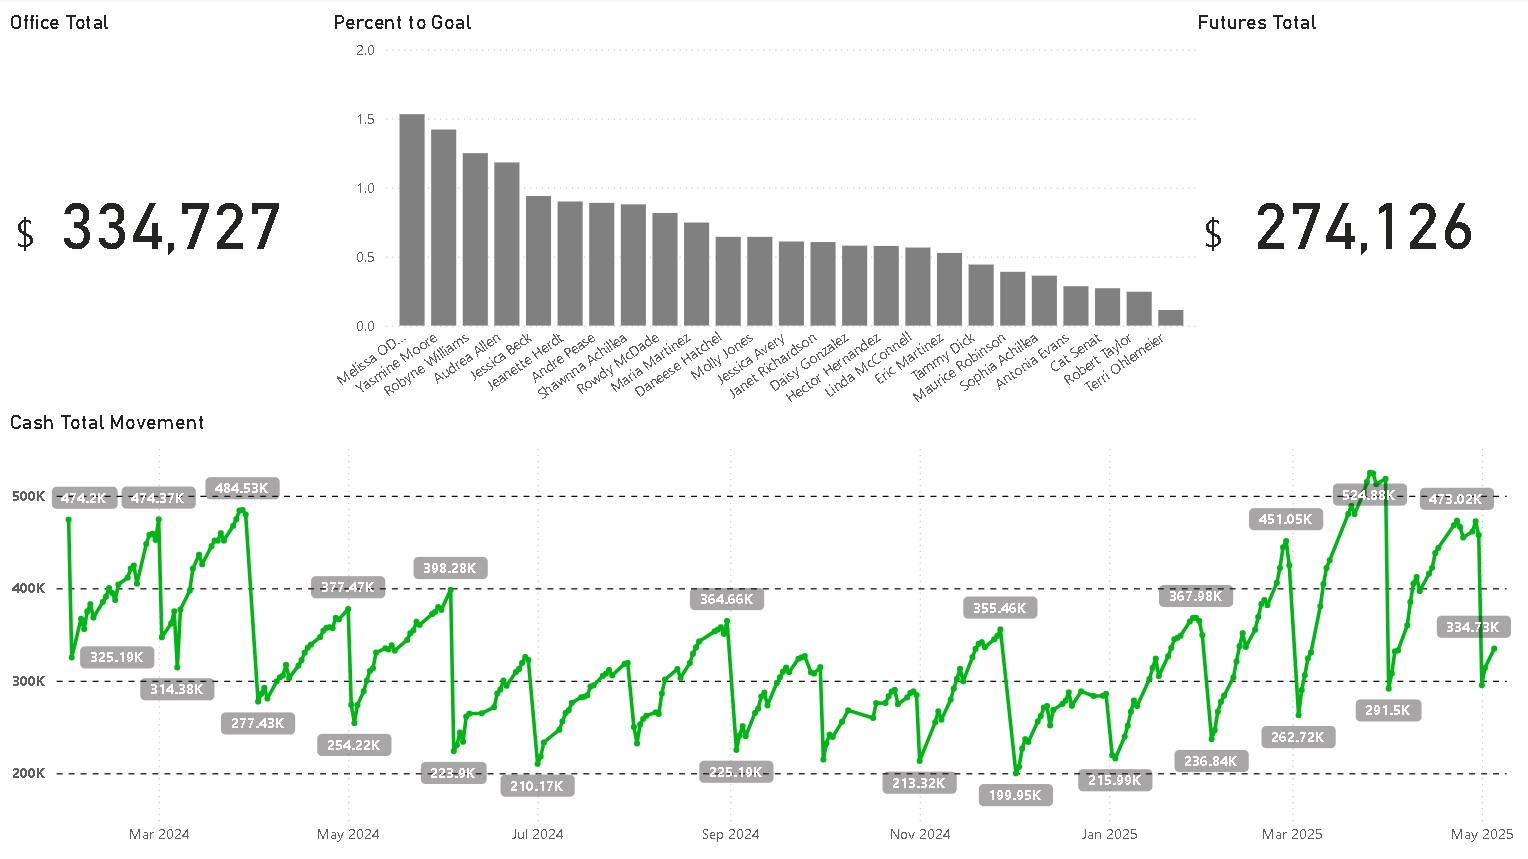 Office Total
Percent to Goal
Futures Total
2.0
1.5
1.0
0.5
0.0
$ 334,727
$ 274,126
Melissa OD...
Yasmine Moore
Robyne Williams
Audrea Allen
Jessica Beck
Jeanette Herdt
Andre Pease
Shawnna Achillea
Rowdy McDade
Maria Martinez
Daneese Hatchel
Molly Jones
Jessica Avery
Janet Richardson
Daisy Gonzalez
Hector Hernandez
Linda McConnell
Eric Martinez
Tammy Dick
Maurice Robinson
Sophia Achillea
Antonia Evans
Cat Senat
Robert Taylor
Terri Ohlemeier
Cash Total Movement
500K
400K
300K
200K
474.2K
325.19K
474.37K
314.38K
484.53K
277.43K
377.47K
254.22K
398.28K
223.9K
210.17K
364.66K
225.19K
213.32K
355.46K
199.95K
215.99K
367.98K
236.84K
451.05K
262.72K
524.88K
291.5K
473.02K
334.73K
Mar 2024
May 2024
Jul 2024
Sep 2024
Nov 2024
Jan 2025
Mar 2025
May 2025